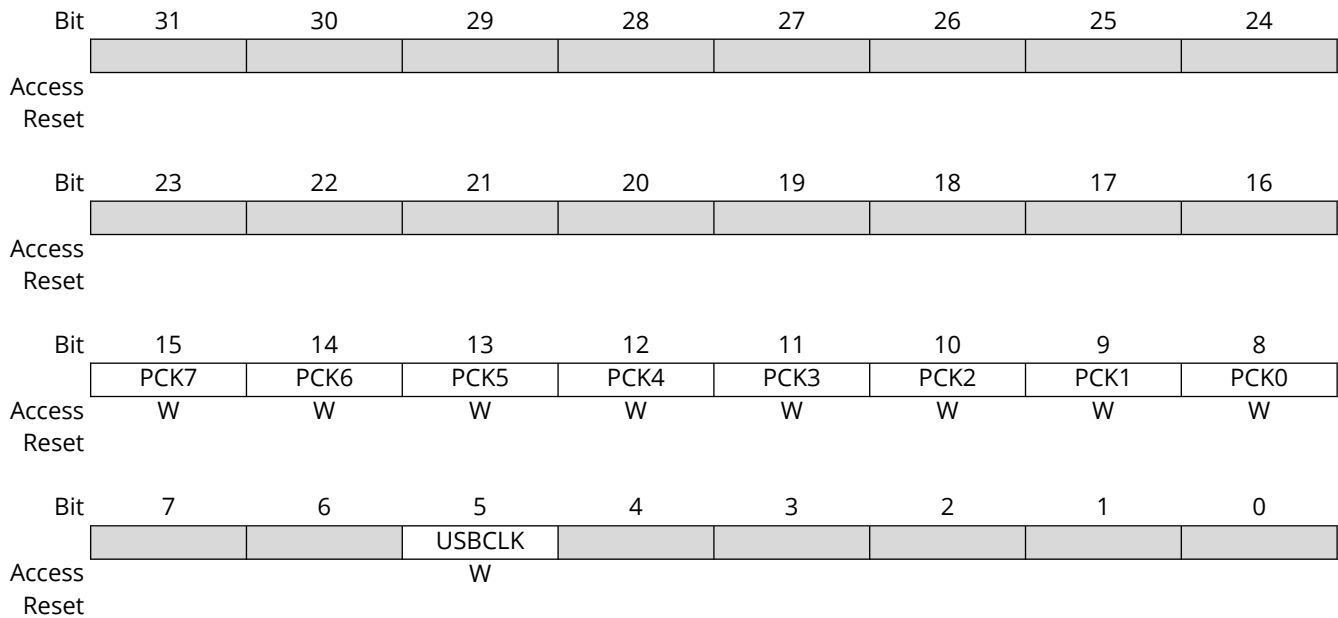 Bit 31 30 29 28 27 26 25 24
Access
Reset
Bit 23 22 21 20 19 18 17 16
Access
Reset
Bit 15 14 13 12 11 10 9 8
PCK7 PCK6 PCK5 PCK4 PCK3 PCK2 PCK1 PCK0
Access W W W W W W W W
Reset
Bit 7 6 5 4 3 2 1 0
USBCLK
Access W
Reset